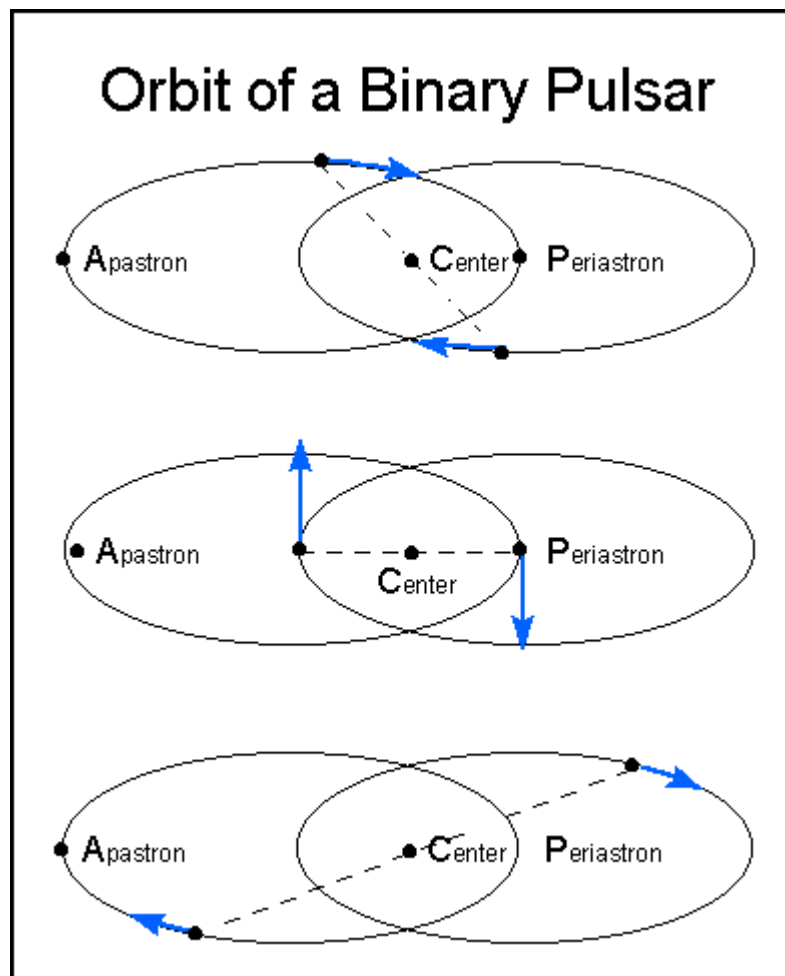 Orbit of a Binary Pulsar
Apastron Center Periastron
Apastron Periastron
Center
Apastron Center Periastron